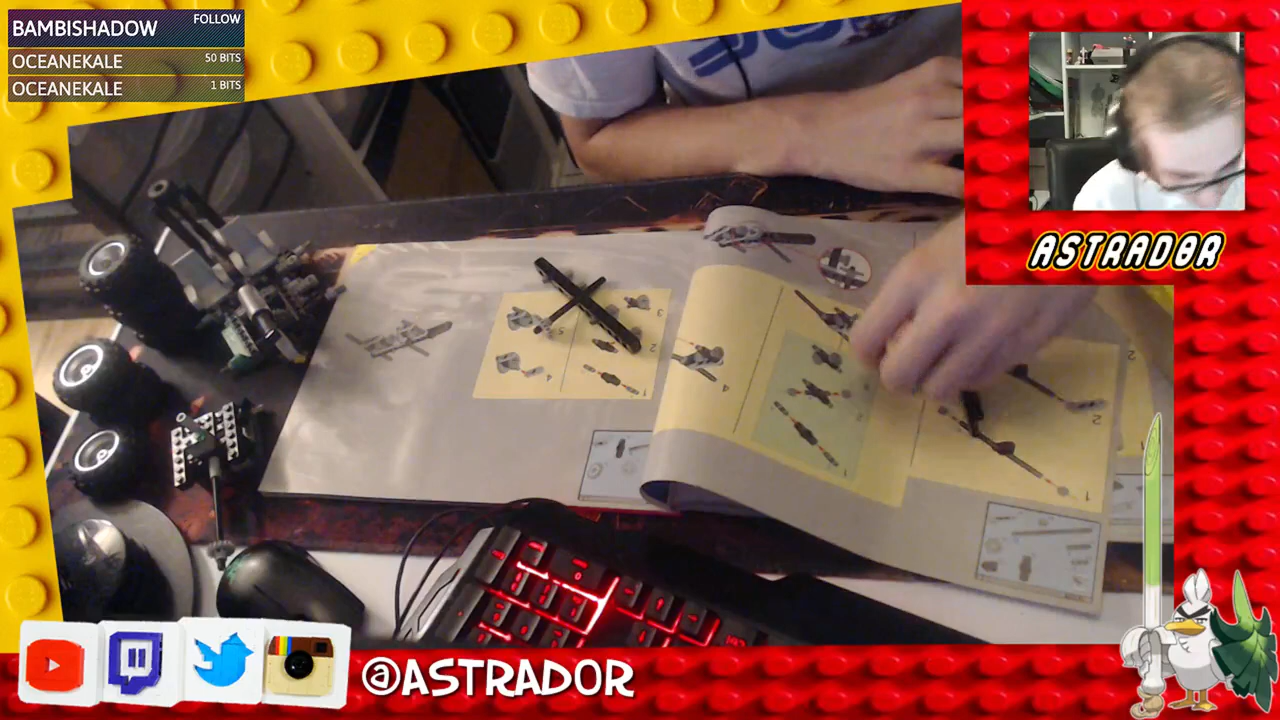 BAMBISHADOW FOLLOW
OCEANEKALE 50 BITS
OCEANEKALE 1 BITS
ASTRADOR
@ASTRADOR